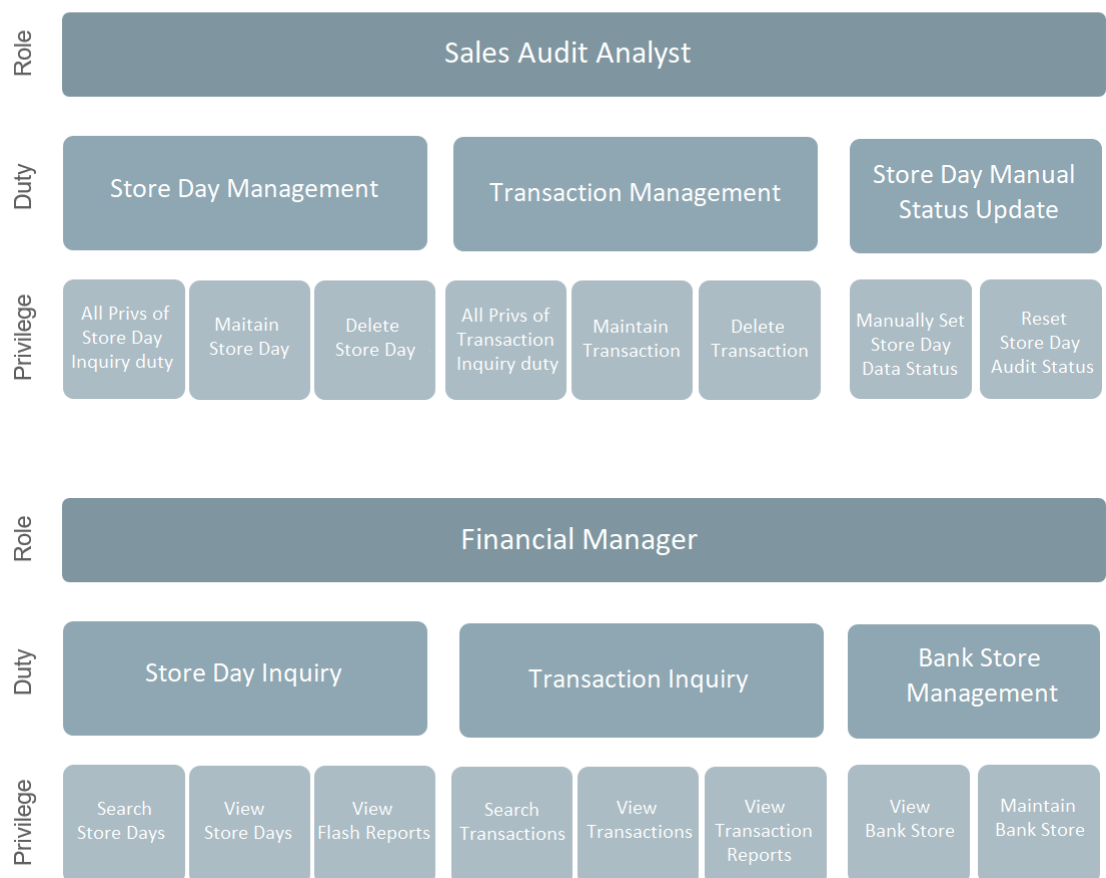 Role
Sales Audit Analyst
Duty
Store Day Management
Transaction Management
Store Day Manual
Status Update
Privilege
All Privs of
Store Day
Inquiry duty
Maitain
Store Day
Delete
Store Day
All Privs of
Transaction
Inquiry duty
Maintain
Transaction
Delete
Transaction
Manually Set
Store Day
Data Status
Reset
Store Day
Audit Status
Role
Financial Manager
Duty
Store Day Inquiry
Transaction Inquiry
Bank Store
Management
Privilege
Search
Store Days
View
Store Days
View
Flash Reports
Search
Transactions
View
Transactions
View
Transaction
Reports
View
Bank Store
Maintain
Bank Store